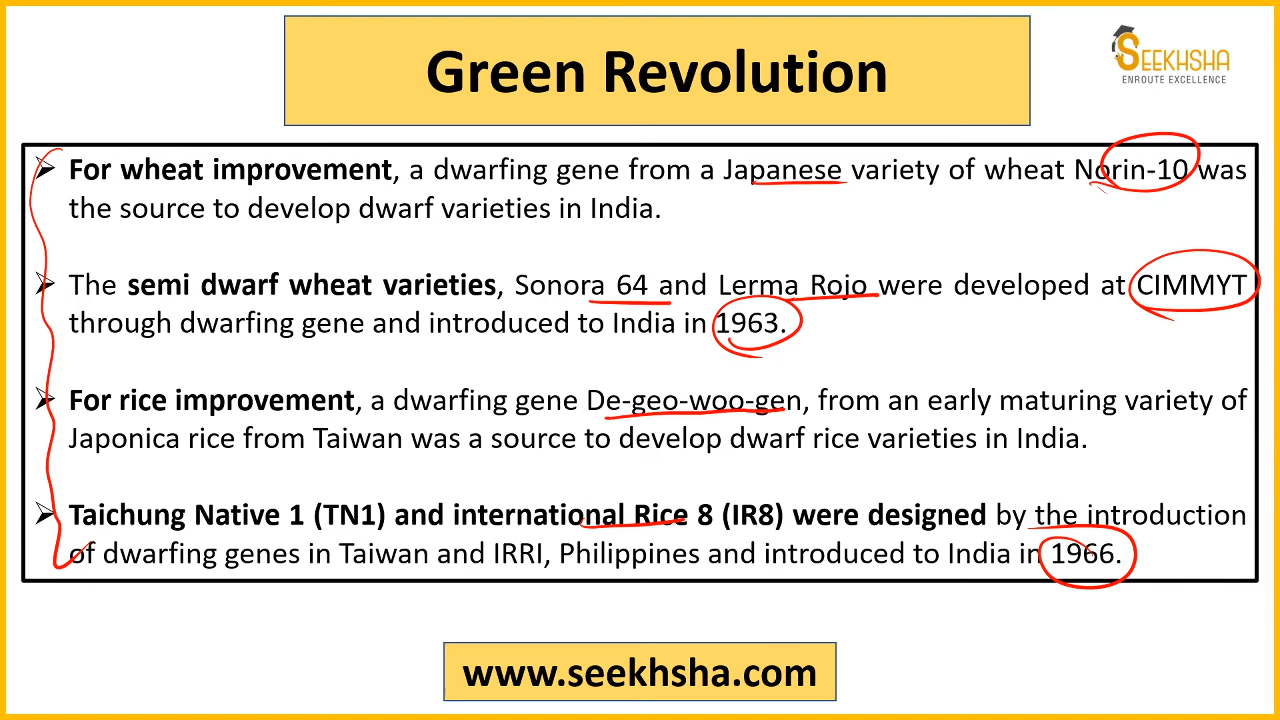 Green Revolution
SEEKHSHA
ENROUTE EXCELLENCE
➢ For wheat improvement, a dwarfing gene from a Japanese variety of wheat Norin-10 was
the source to develop dwarf varieties in India.
➢ The semi dwarf wheat varieties, Sonora 64 and Lerma Rojo were developed at CIMMYT
through dwarfing gene and introduced to India in 1963.
➢ For rice improvement, a dwarfing gene De-geo-woo-gen, from an early maturing variety of
Japonica rice from Taiwan was a source to develop dwarf rice varieties in India.
➢ Taichung Native 1 (TN1) and international Rice 8 (IR8) were designed by the introduction
of dwarfing genes in Taiwan and IRRI, Philippines and introduced to India in 1966.
www.seekhsha.com